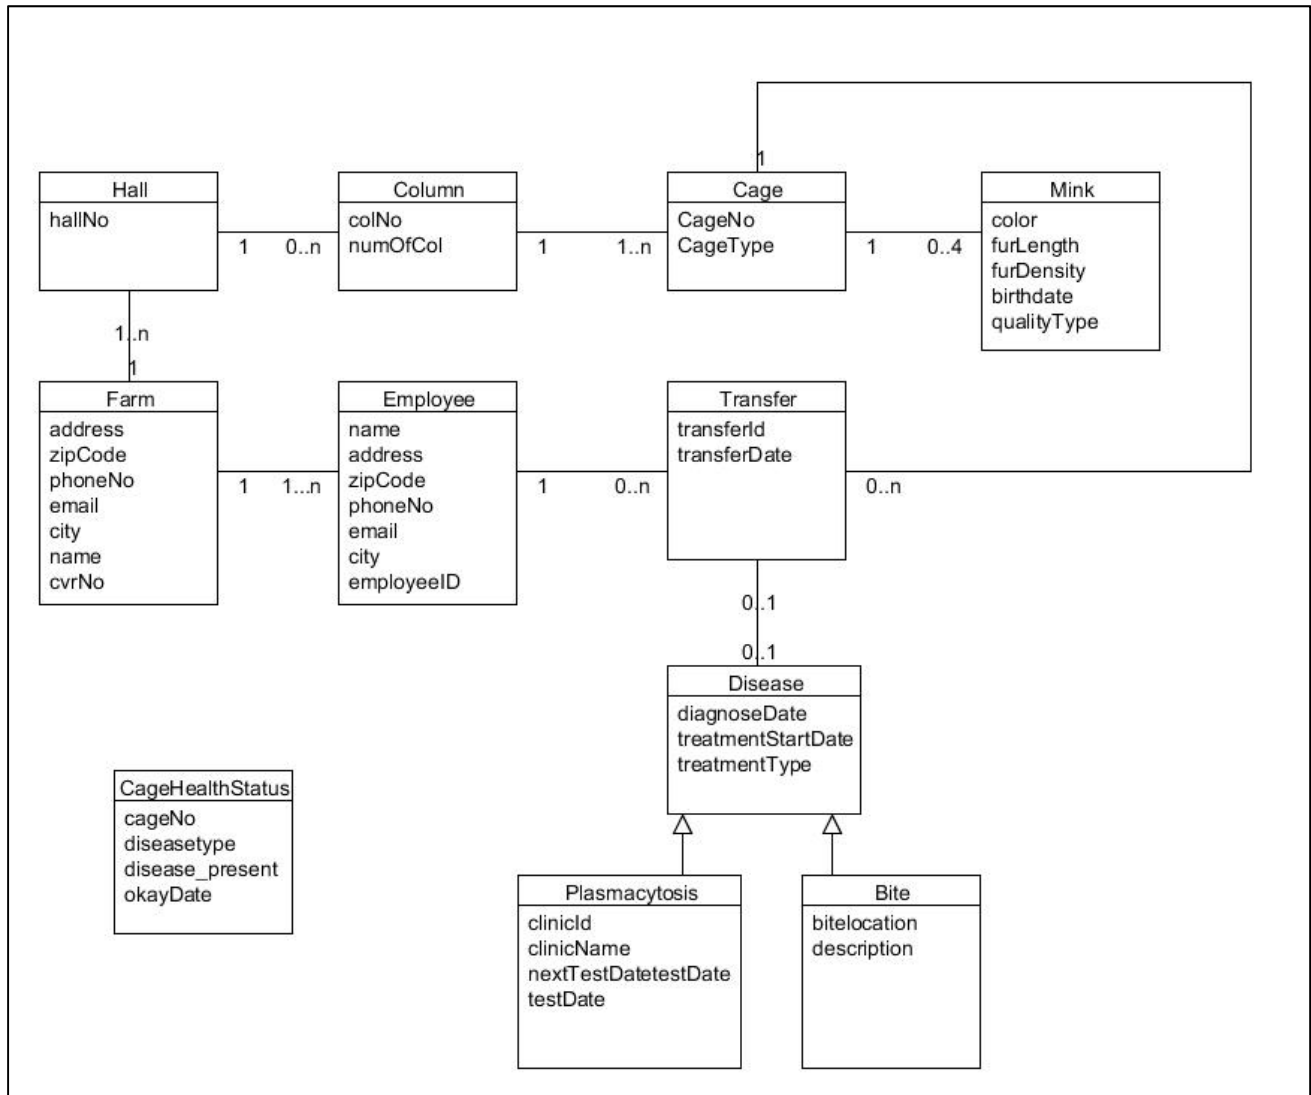 Hall
hallNo
1
0..n
Column
colNo
numOfCol
1
1..n
1
Cage
CageNo
CageType
1
0..4
Mink
color
furLength
furDensity
birthdate
qualityType
1..n
1
Farm
address
zipCode
phoneNo
email
city
name
cvrNo
1
1...n
Employee
name
address
zipCode
phoneNo
email
city
employeeID
1
0..n
Transfer
transferId
transferDate
0..n
0..1
0..1
Disease
diagnoseDate
treatmentStartDate
treatmentType
CageHealthStatus
cageNo
diseasetype
disease_present
okayDate
Plasmacytosis
clinicId
clinicName
nextTestDatetestDate
testDate
Bite
bitelocation
description